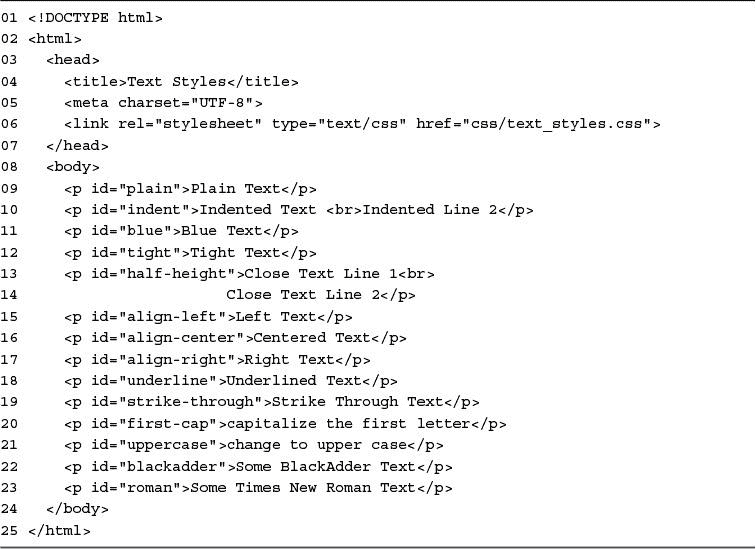 01 <!DOCTYPE html>
02 <html>
03   <head>
04     <title>Text Styles</title>
05     <meta charset="UTF-8">
06     <link rel="stylesheet" type="text/css" href="css/text_styles.css">
07   </head>
08   <body>
09     <p id="plain">Plain Text</p>
10     <p id="indent">Indented Text <br>Indented Line 2</p>
11     <p id="blue">Blue Text</p>
12     <p id="tight">Tight Text</p>
13     <p id="half-height">Close Text Line 1<br>
14                       Close Text Line 2</p>
15     <p id="align-left">Left Text</p>
16     <p id="align-center">Centered Text</p>
17     <p id="align-right">Right Text</p>
18     <p id="underline">Underlined Text</p>
19     <p id="strike-through">Strike Through Text</p>
20     <p id="first-cap">capitalize the first letter</p>
21     <p id="uppercase">change to upper case</p>
22     <p id="blackadder">Some BlackAdder Text</p>
23     <p id="roman">Some Times New Roman Text</p>
24   </body>
25 </html>